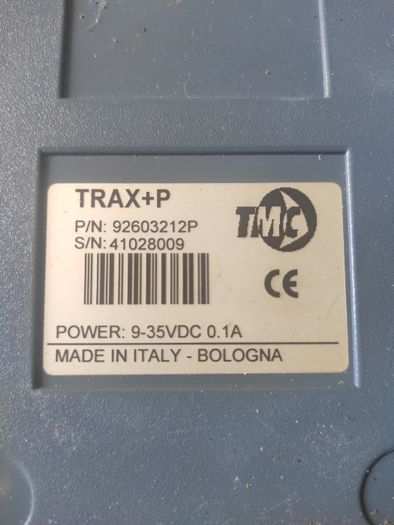 TRAX+P
TMC
P/N: 92603212P
S/N: 41028009
CE
POWER: 9-35VDC 0.1A
MADE IN ITALY - BOLOGNA